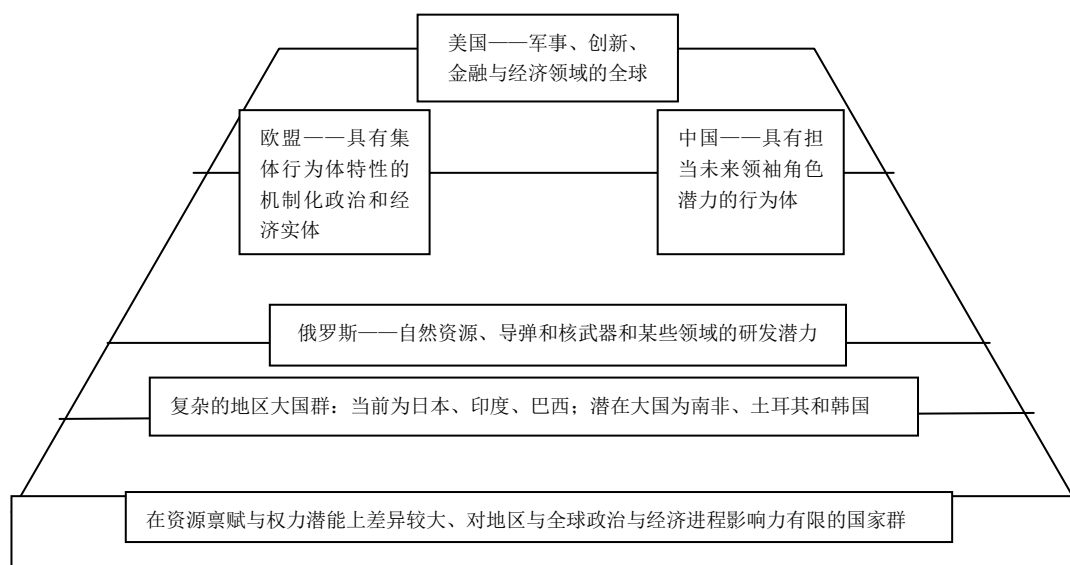 美国——军事、创新、
金融与经济领域的全球
欧盟——具有集
体行为体特性的
机制化政治和经
济实体
中国——具有担
当未来领袖角色
潜力的行为体
俄罗斯——自然资源、导弹和核武器和某些领域的研发潜力
复杂的地区大国群：当前为日本、印度、巴西；潜在大国为南非、土耳其和韩国
在资源禀赋与权力潜能上差异较大、对地区与全球政治与经济进程影响力有限的国家群